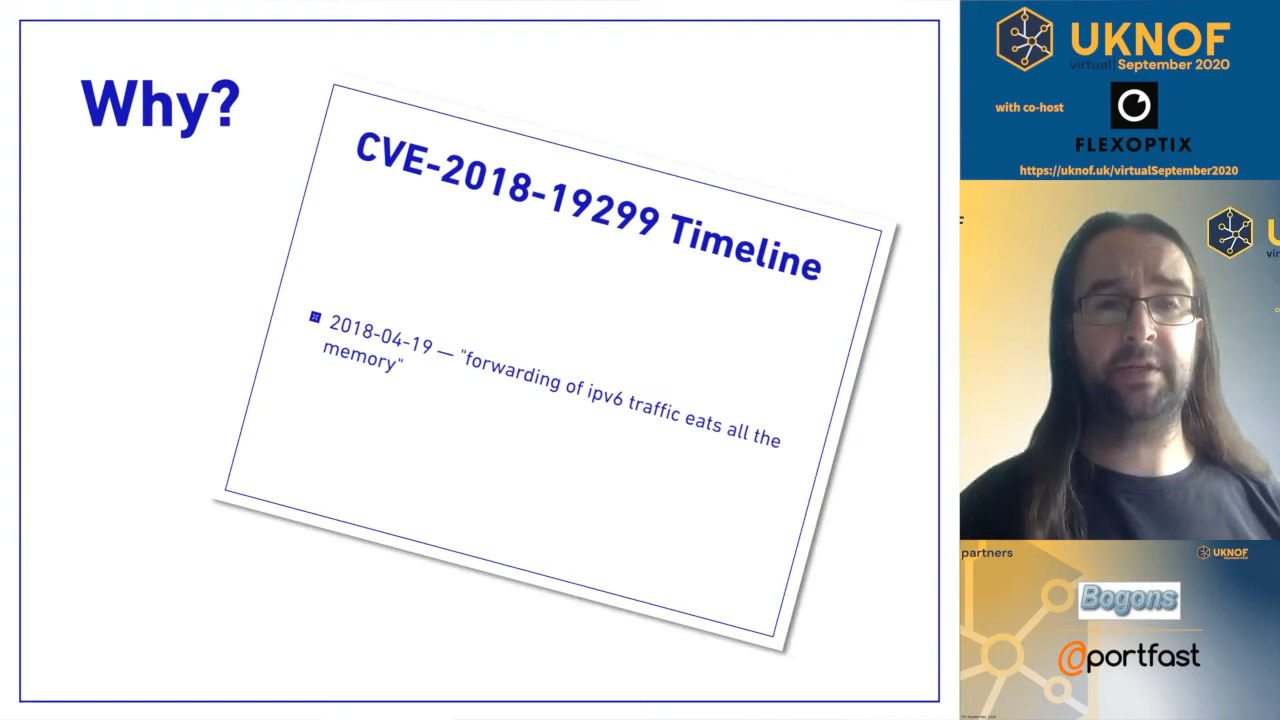 Why?
CVE-2018-19299 Timeline
2018-04-19 — "forwarding of ipv6 traffic eats all the
memory"
UKNOF
virtual September 2020
with co-host
FLEXOPTIX
https://uknof.uk/virtualSeptember2020
partners
UKNOF
Bogons
@portfast